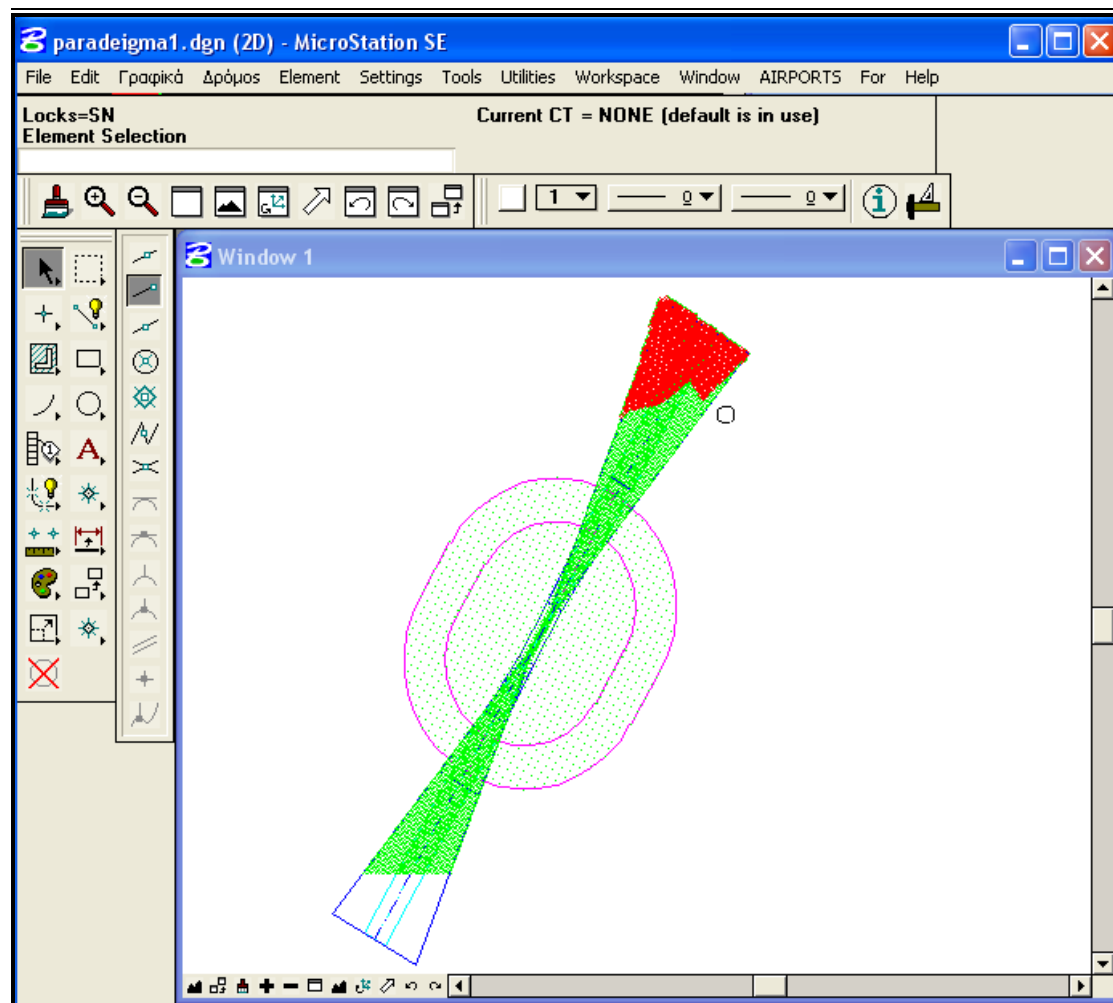 paradeigma1.dgn (2D) - MicroStation SE
File Edit Γραφικά Δρόμος Element Settings Tools Utilities Workspace Window AIRPORTS For Help
Locks=SN Current CT = NONE (default is in use)
Element Selection
1 0 0
Window 1